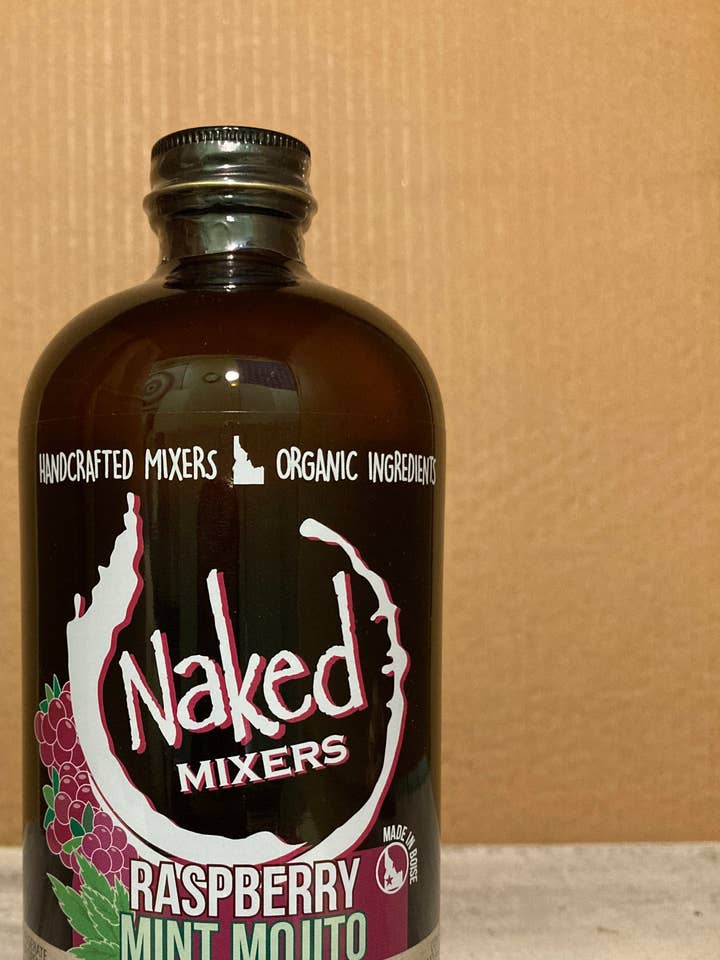 HANDCRAFTED MIXERS ORGANIC INGREDIENTS
Naked
MIXERS
MADE IN BOISE
RASPBERRY
MINT MOJITO